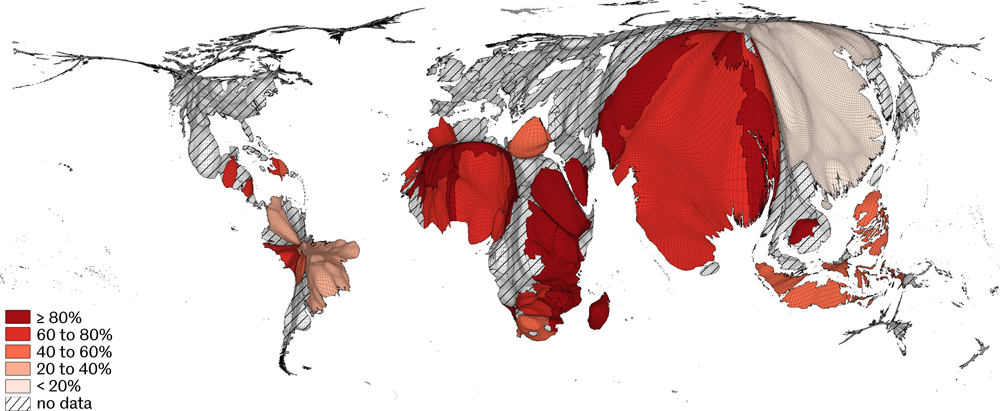 ≥ 80%
60 to 80%
40 to 60%
20 to 40%
< 20%
no data